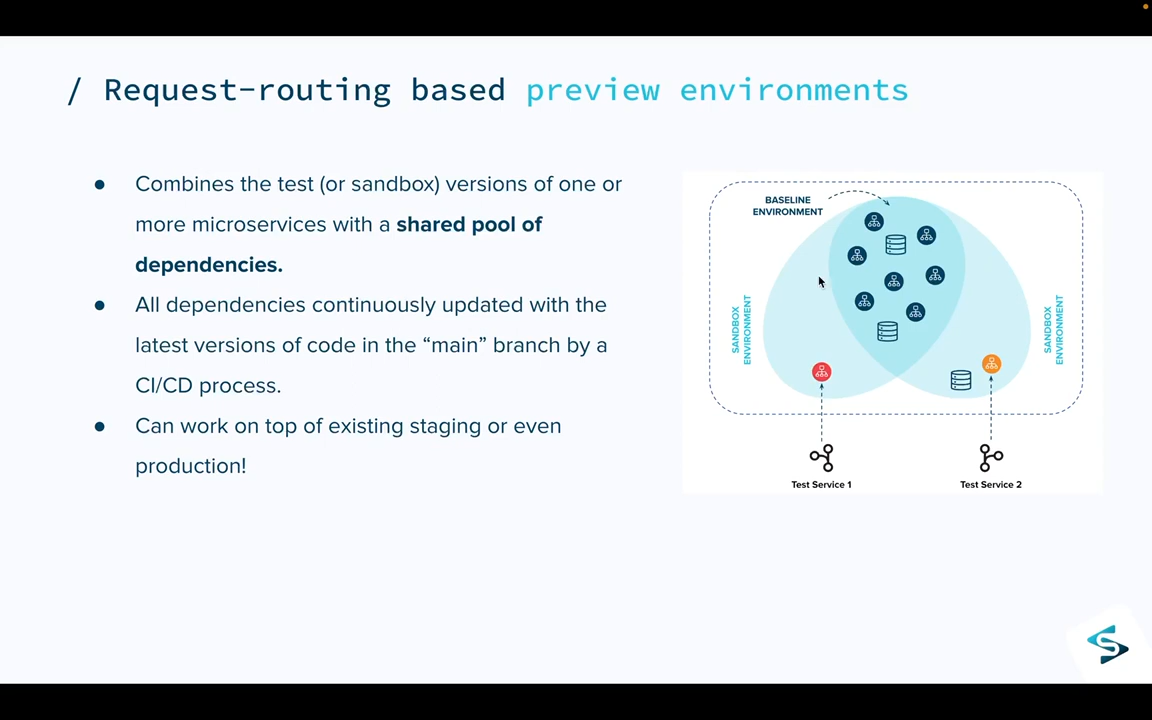 / Request-routing based preview environments
● Combines the test (or sandbox) versions of one or
more microservices with a shared pool of
dependencies.
● All dependencies continuously updated with the
latest versions of code in the “main” branch by a
CI/CD process.
● Can work on top of existing staging or even
production!
BASELINE
ENVIRONMENT
SANDBOX
ENVIRONMENT
SANDBOX
ENVIRONMENT
Test Service 1
Test Service 2